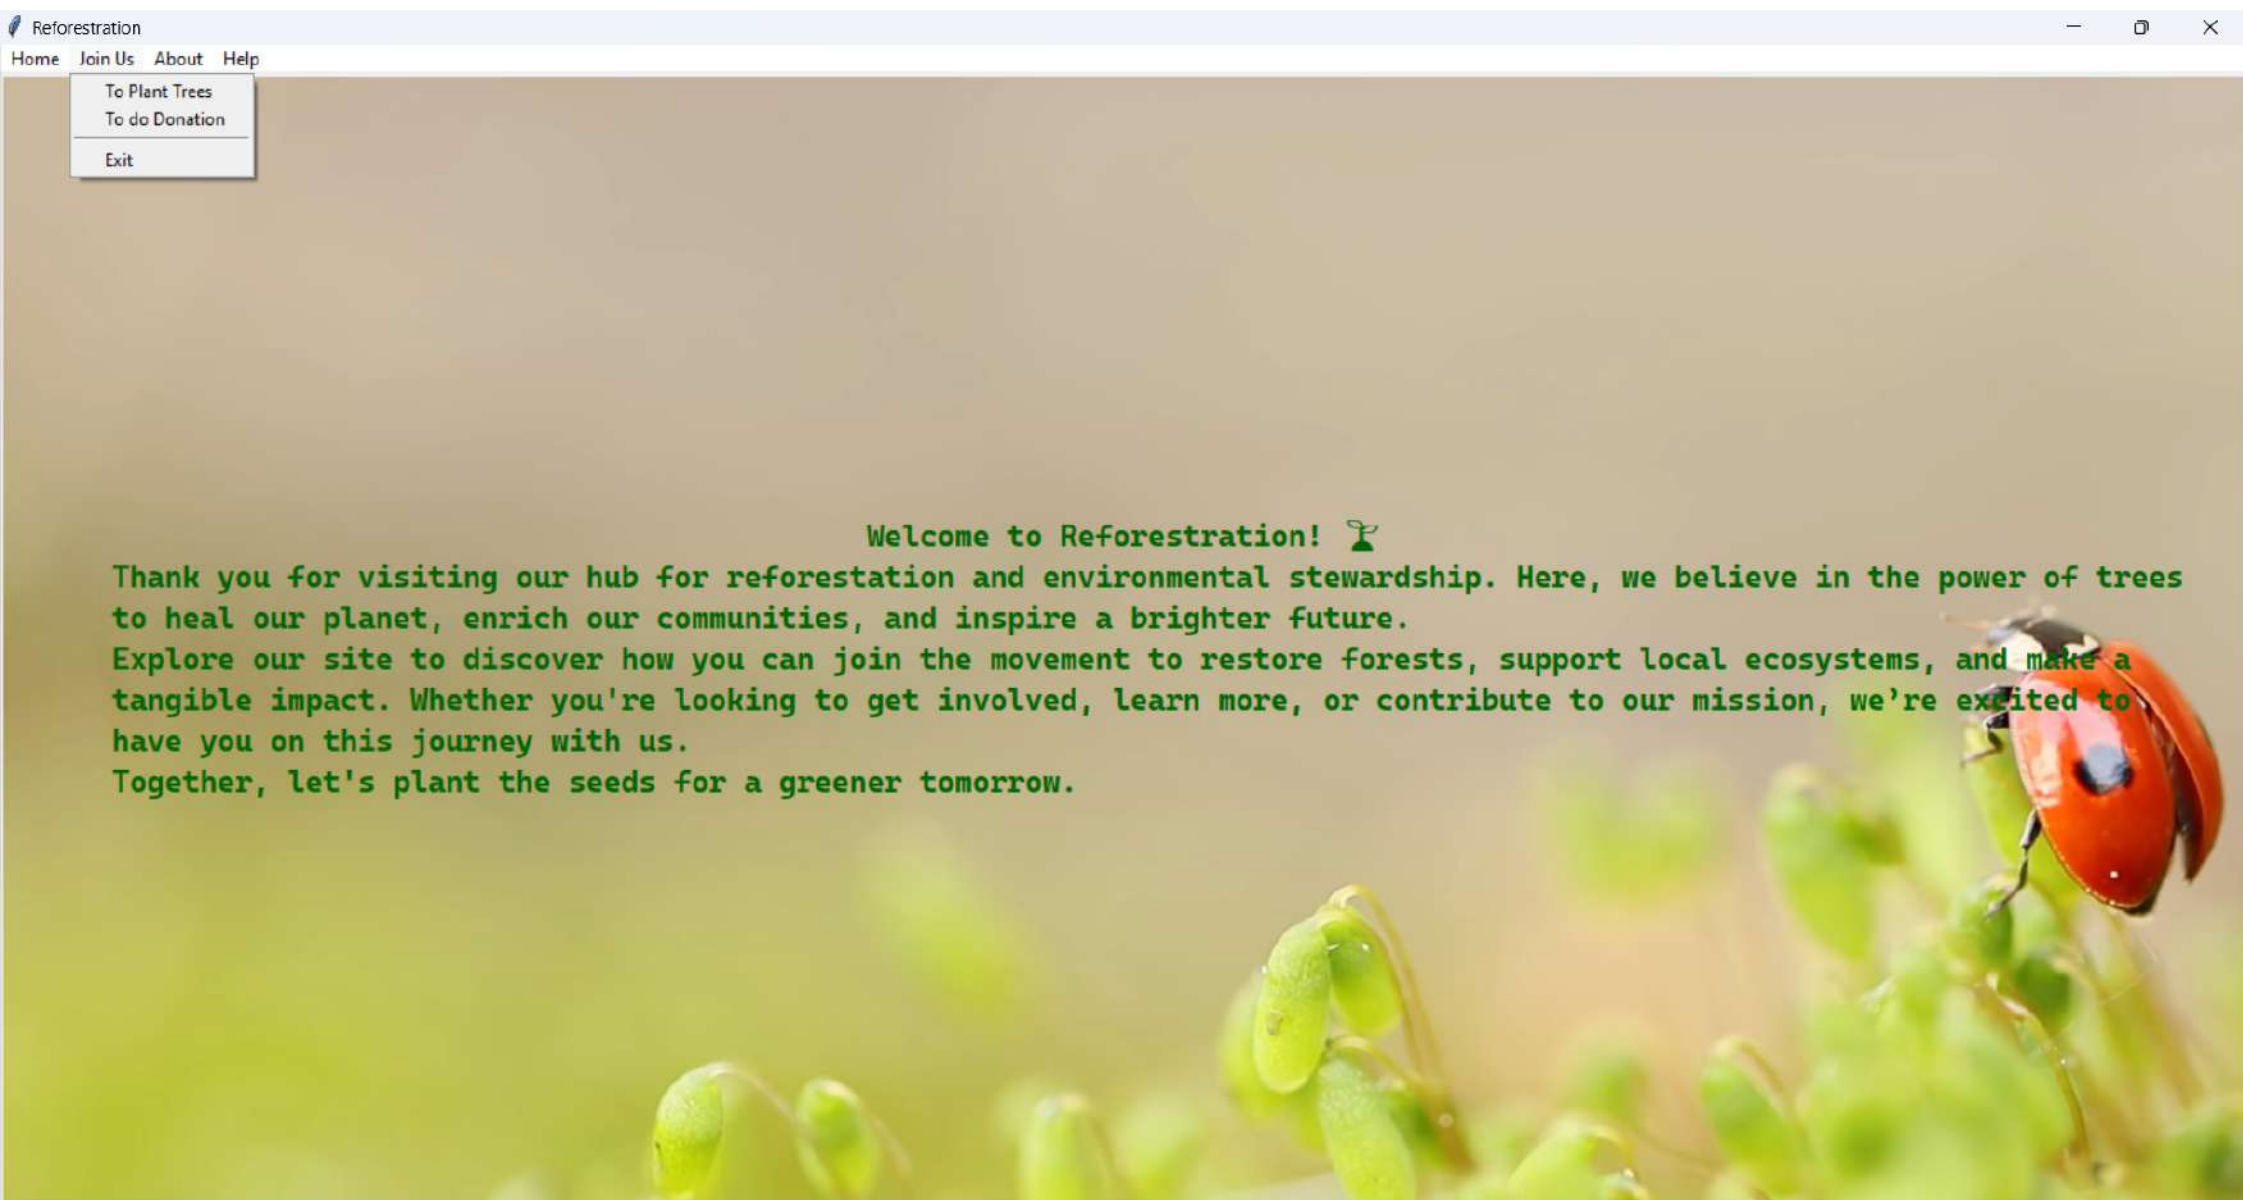 Reforestration
Home Join Us About Help
To Plant Trees
To do Donation
Exit
Welcome to Reforestration!
Thank you for visiting our hub for reforestation and environmental stewardship. Here, we believe in the power of trees
to heal our planet, enrich our communities, and inspire a brighter future.
Explore our site to discover how you can join the movement to restore forests, support local ecosystems, and make a
tangible impact. Whether you're looking to get involved, learn more, or contribute to our mission, we’re excited to
have you on this journey with us.
Together, let's plant the seeds for a greener tomorrow.